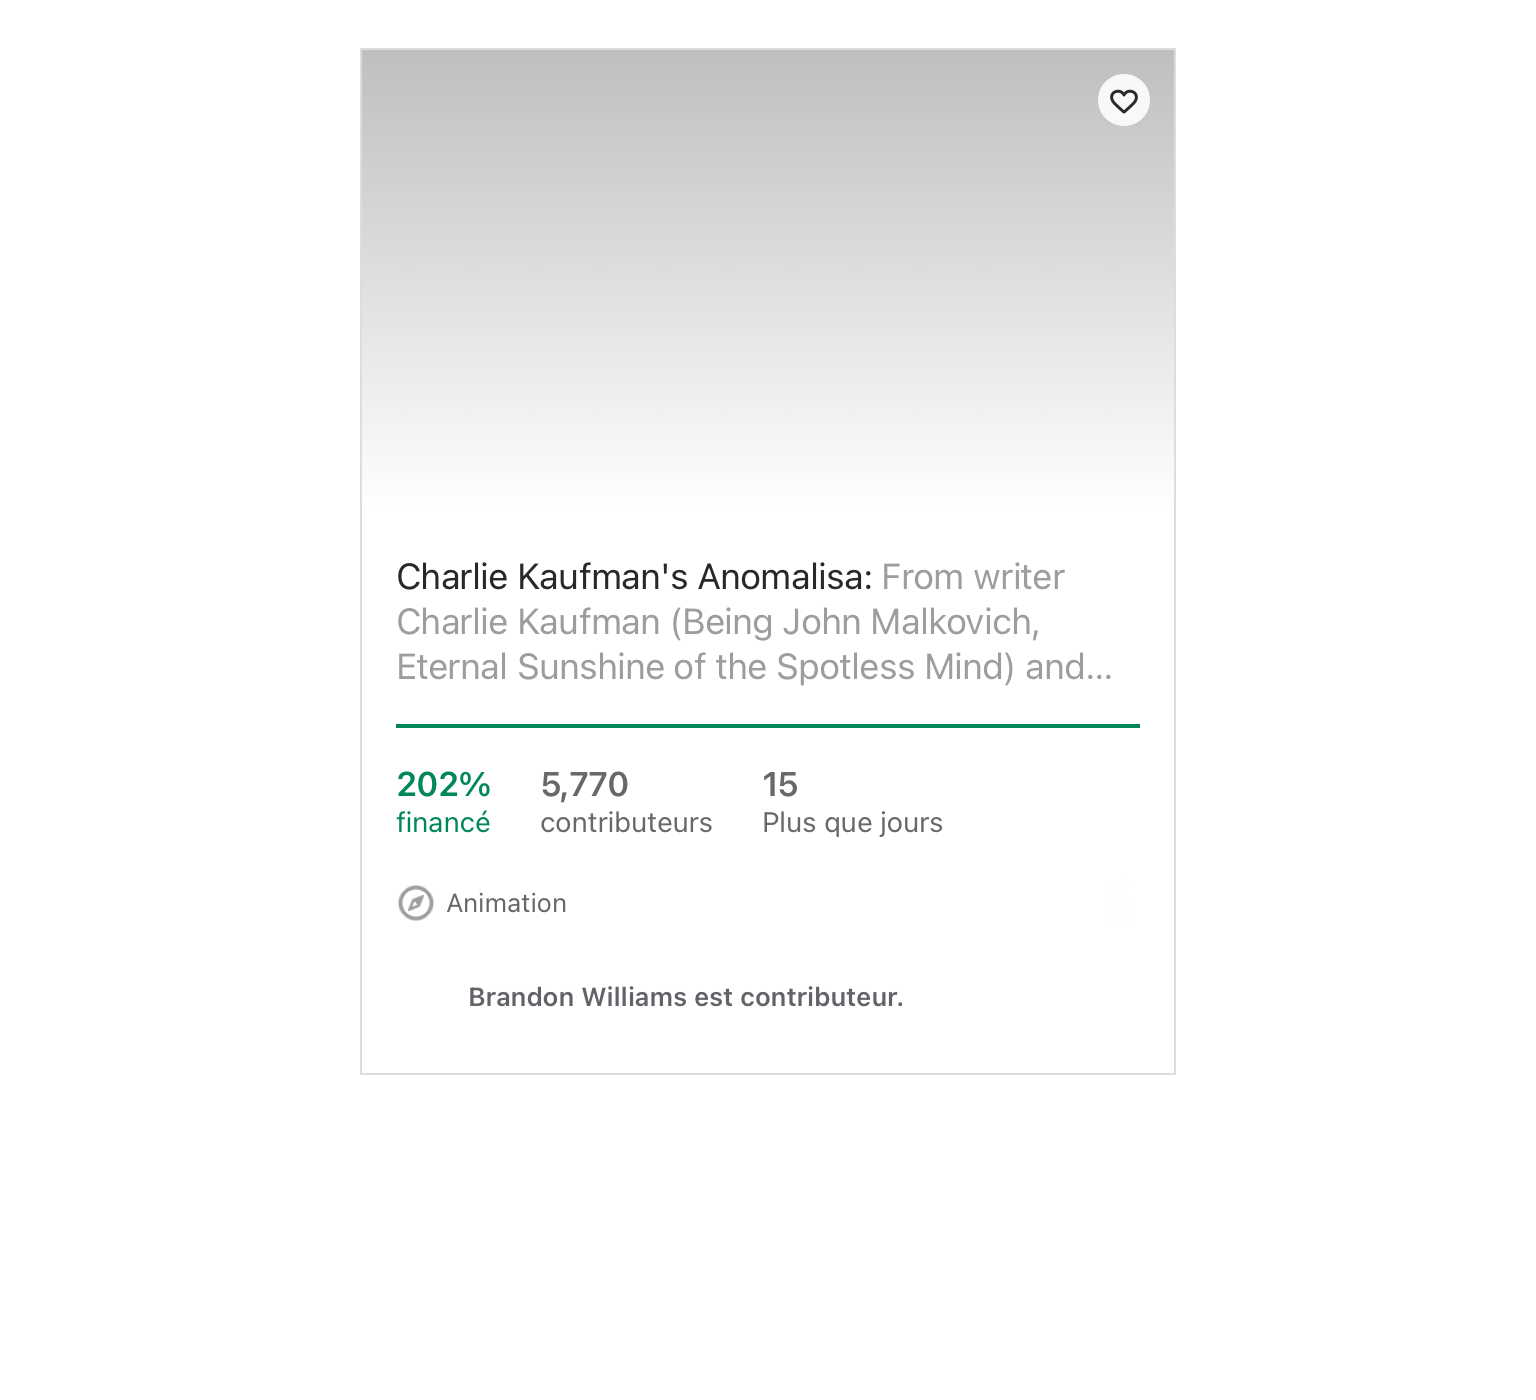 Charlie Kaufman's Anomalisa: From writer
Charlie Kaufman (Being John Malkovich,
Eternal Sunshine of the Spotless Mind) and...
202% 5,770 15
financé contributeurs Plus que jours
Animation
Brandon Williams est contributeur.